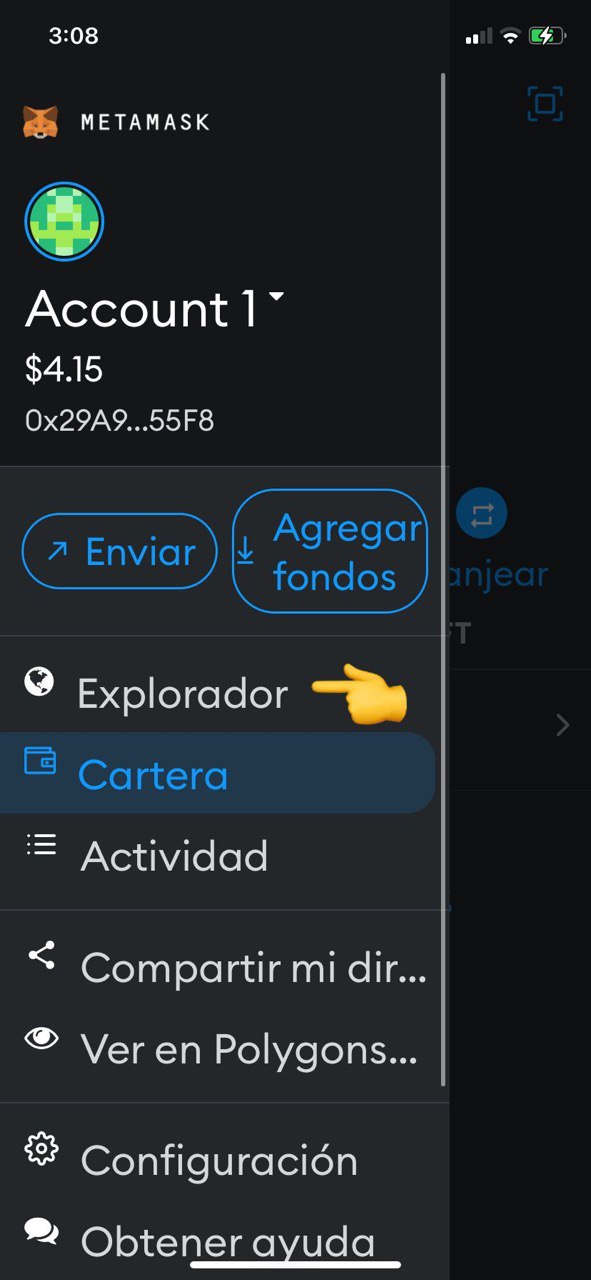 3:08
METAMASK
Account 1
$4.15
0x29A9...55F8
Enviar
Agregar
fondos
anjear
FT
Explorador
Cartera
Actividad
Compartir mi dir...
Ver en Polygons...
Configuración
Obtener ayuda